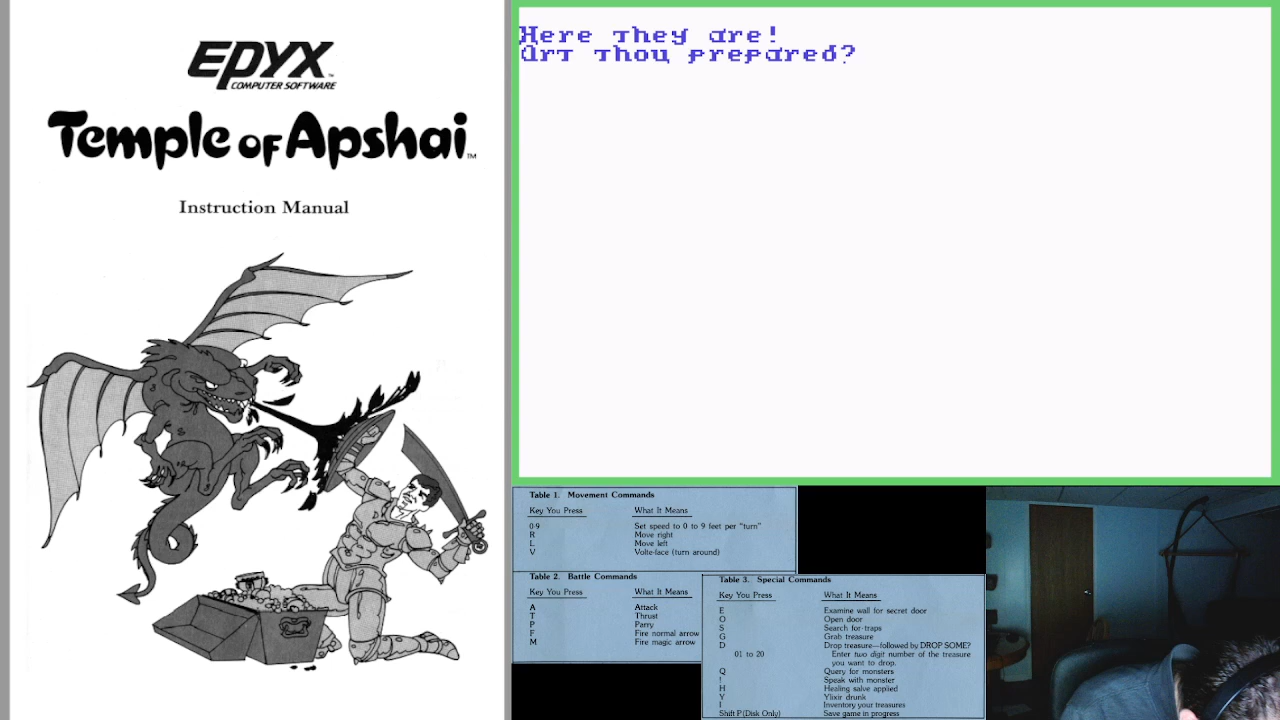 EPYX™
COMPUTER SOFTWARE
Temple of Apshai™
Instruction Manual
Here they are!
Art thou prepared?
Table 1. Movement Commands
Key You Press What It Means
0-9 Set speed to 0 to 9 feet per "turn"
R Move right
L Move left
V Volte-face (turn around)
Table 2. Battle Commands
Key You Press What It Means
A Attack
T Thrust
P Parry
F Fire normal arrow
M Fire magic arrow
Table 3. Special Commands
Key You Press What It Means
E Examine wall for secret door
O Open door
S Search for traps
G Grab treasure
D Drop treasure—followed by DROP SOME?
01 to 20 Enter two digit number of the treasure
you want to drop.
Q Query for monsters
! Speak with monster
H Healing salve applied
Y Ylixir drunk
I Inventory your treasures
Shift P (Disk Only) Save game in progress